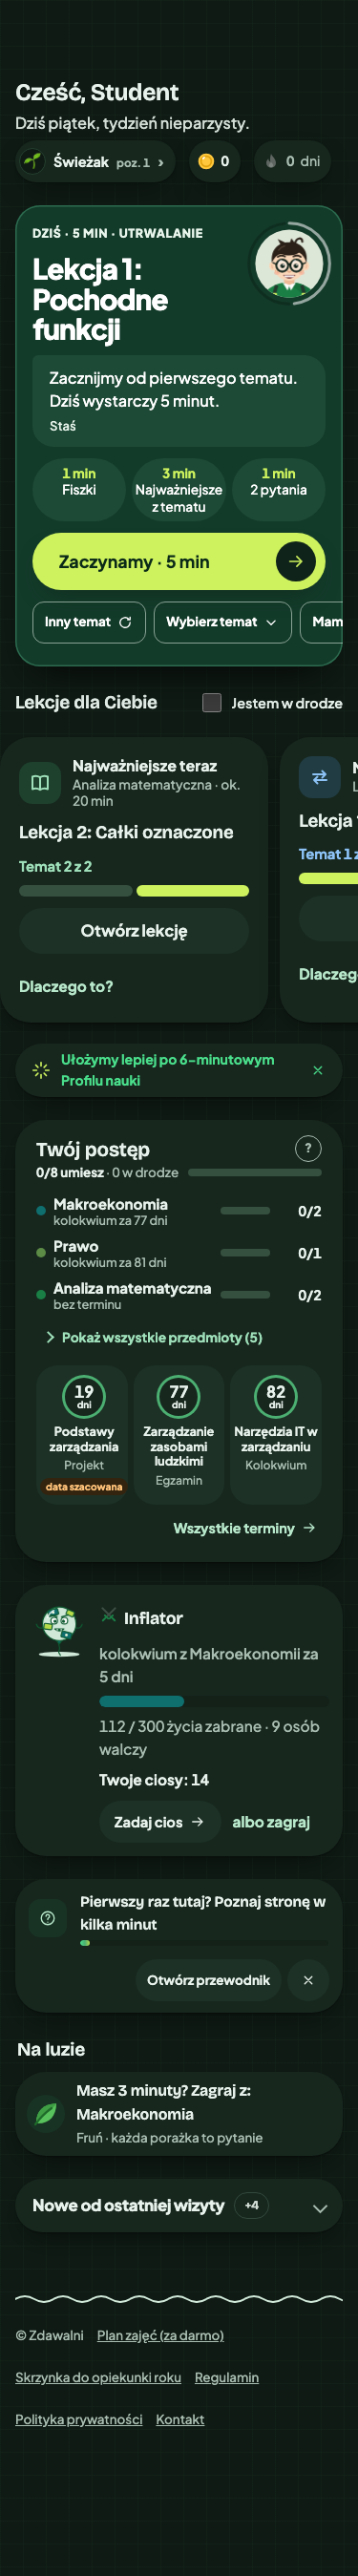 Cześć, Student
Dziś piątek, tydzień nieparzysty.
Świeżak poz. 1 ›
0
0 dni
DZIŚ · 5 MIN · UTRWALANIE
Lekcja 1:
Pochodne
funkcji
Zacznijmy od pierwszego tematu.
Dziś wystarczy 5 minut.
Staś
1 min
Fiszki
3 min
Najważniejsze
z tematu
1 min
2 pytania
Zaczynamy · 5 min
Inny temat
Wybierz temat
Mam
Lekcje dla Ciebie
Jestem w drodze
Najważniejsze teraz
Analiza matematyczna · ok.
20 min
Lekcja 2: Całki oznaczone
Temat 2 z 2
Otwórz lekcję
Dlaczego to?
Lekcja
Temat 1 z
Ułożymy lepiej po 6-minutowym
Profilu nauki
Twój postęp
?
0/8 umiesz · 0 w drodze
Makroekonomia
kolokwium za 77 dni
0/2
Prawo
kolokwium za 81 dni
0/1
Analiza matematyczna
bez terminu
0/2
Pokaż wszystkie przedmioty (5)
19
dni
Podstawy
zarządzania
Projekt
data szacowana
77
dni
Zarządzanie
zasobami
ludzkimi
Egzamin
82
dni
Narzędzia IT w
zarządzaniu
Kolokwium
Wszystkie terminy →
Inflator
kolokwium z Makroekonomii za
5 dni
112 / 300 życia zabrane · 9 osób
walczy
Twoje ciosy: 14
Zadaj cios →
albo zagraj
Pierwszy raz tutaj? Poznaj stronę w
kilka minut
Otwórz przewodnik
Na luzie
Masz 3 minuty? Zagraj z:
Makroekonomia
Fruń · każda porażka to pytanie
Nowe od ostatniej wizyty +4
© Zdawalni Plan zajęć (za darmo)
Skrzynka do opiekunki roku Regulamin
Polityka prywatności Kontakt